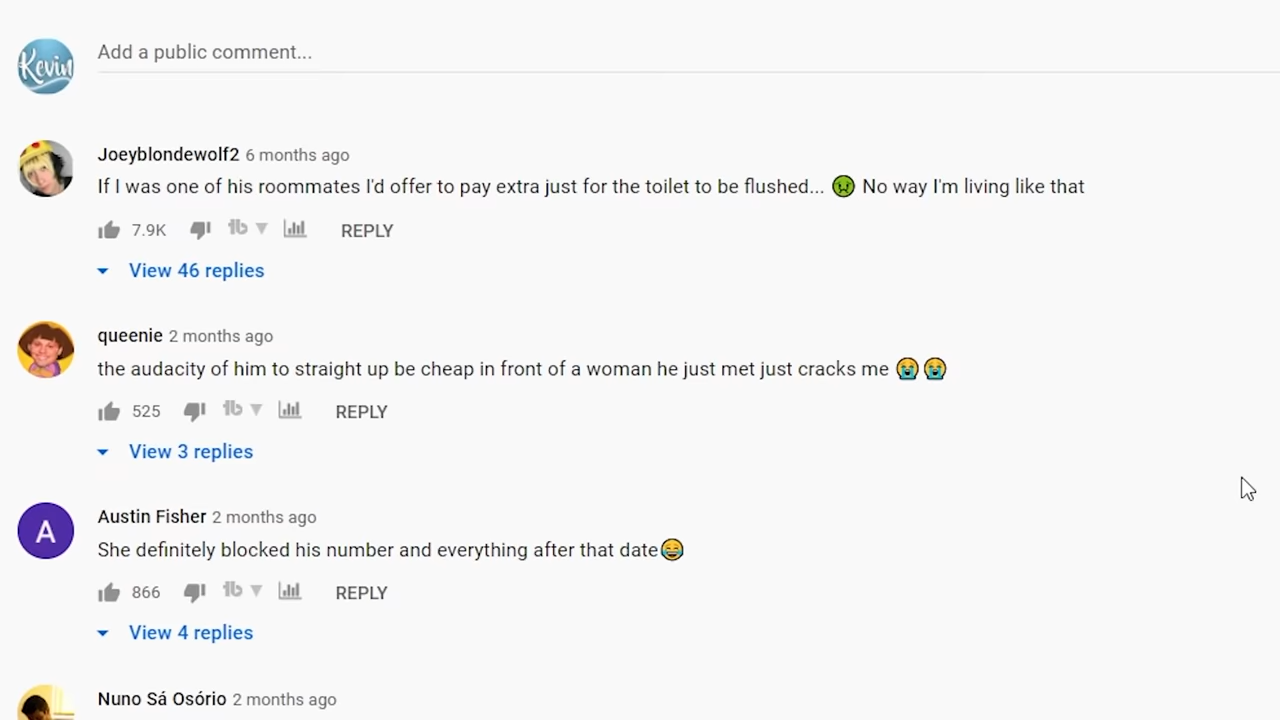 Kevin
Add a public comment...
Joeyblondewolf2 6 months ago
If I was one of his roommates I'd offer to pay extra just for the toilet to be flushed... 🤢 No way I'm living like that
7.9K REPLY
View 46 replies
queenie 2 months ago
the audacity of him to straight up be cheap in front of a woman he just met just cracks me 😭😭
525 REPLY
View 3 replies
A
Austin Fisher 2 months ago
She definitely blocked his number and everything after that date😂
866 REPLY
View 4 replies
Nuno Sá Osório 2 months ago